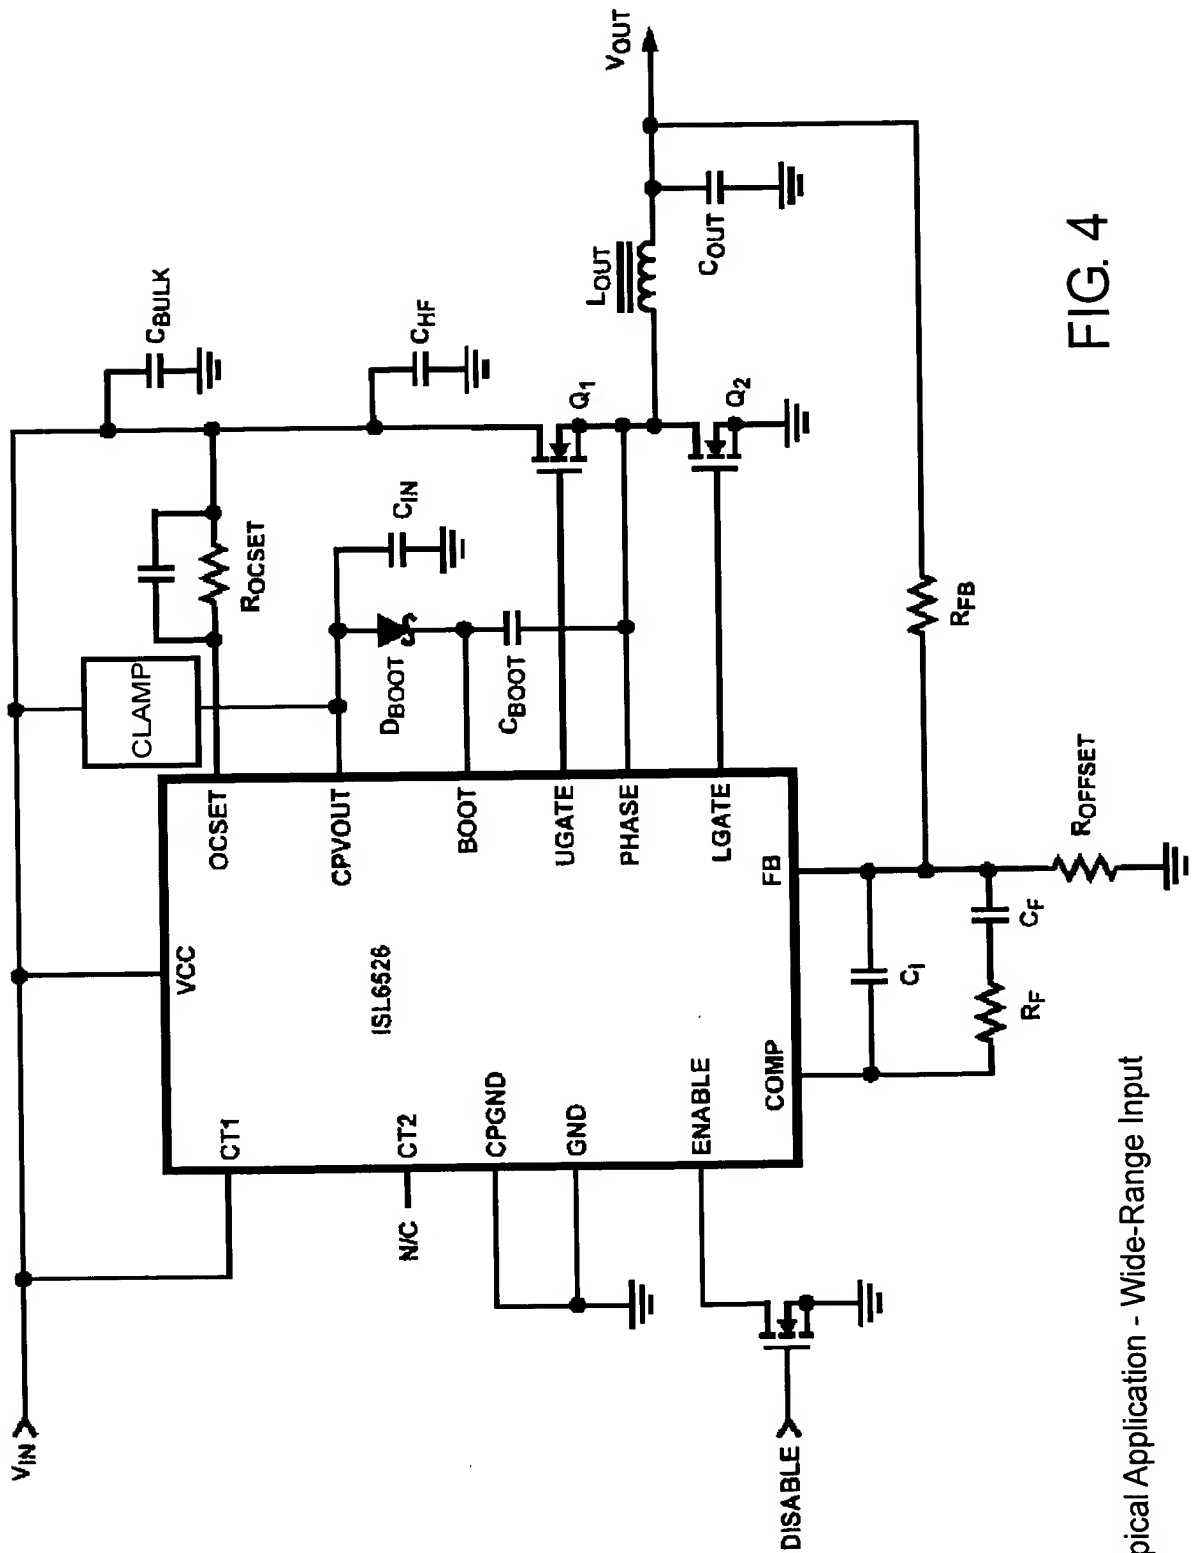 VIN
CLAMP
CBULK
ROCSET
CHF
CIN
DBOOT
CBOOT
VCC
CT1
OCSET
CT2
N/C
ISL6526
CPVOUT
CPGND
BOOT
GND
UGATE
Q1
PHASE
LOUT
VOUT
ENABLE
LGATE
Q2
COUT
COMP
FB
DISABLE
CI
RFB
RF
CF
ROFFSET
Application - Wide-Range Input
FIG. 4